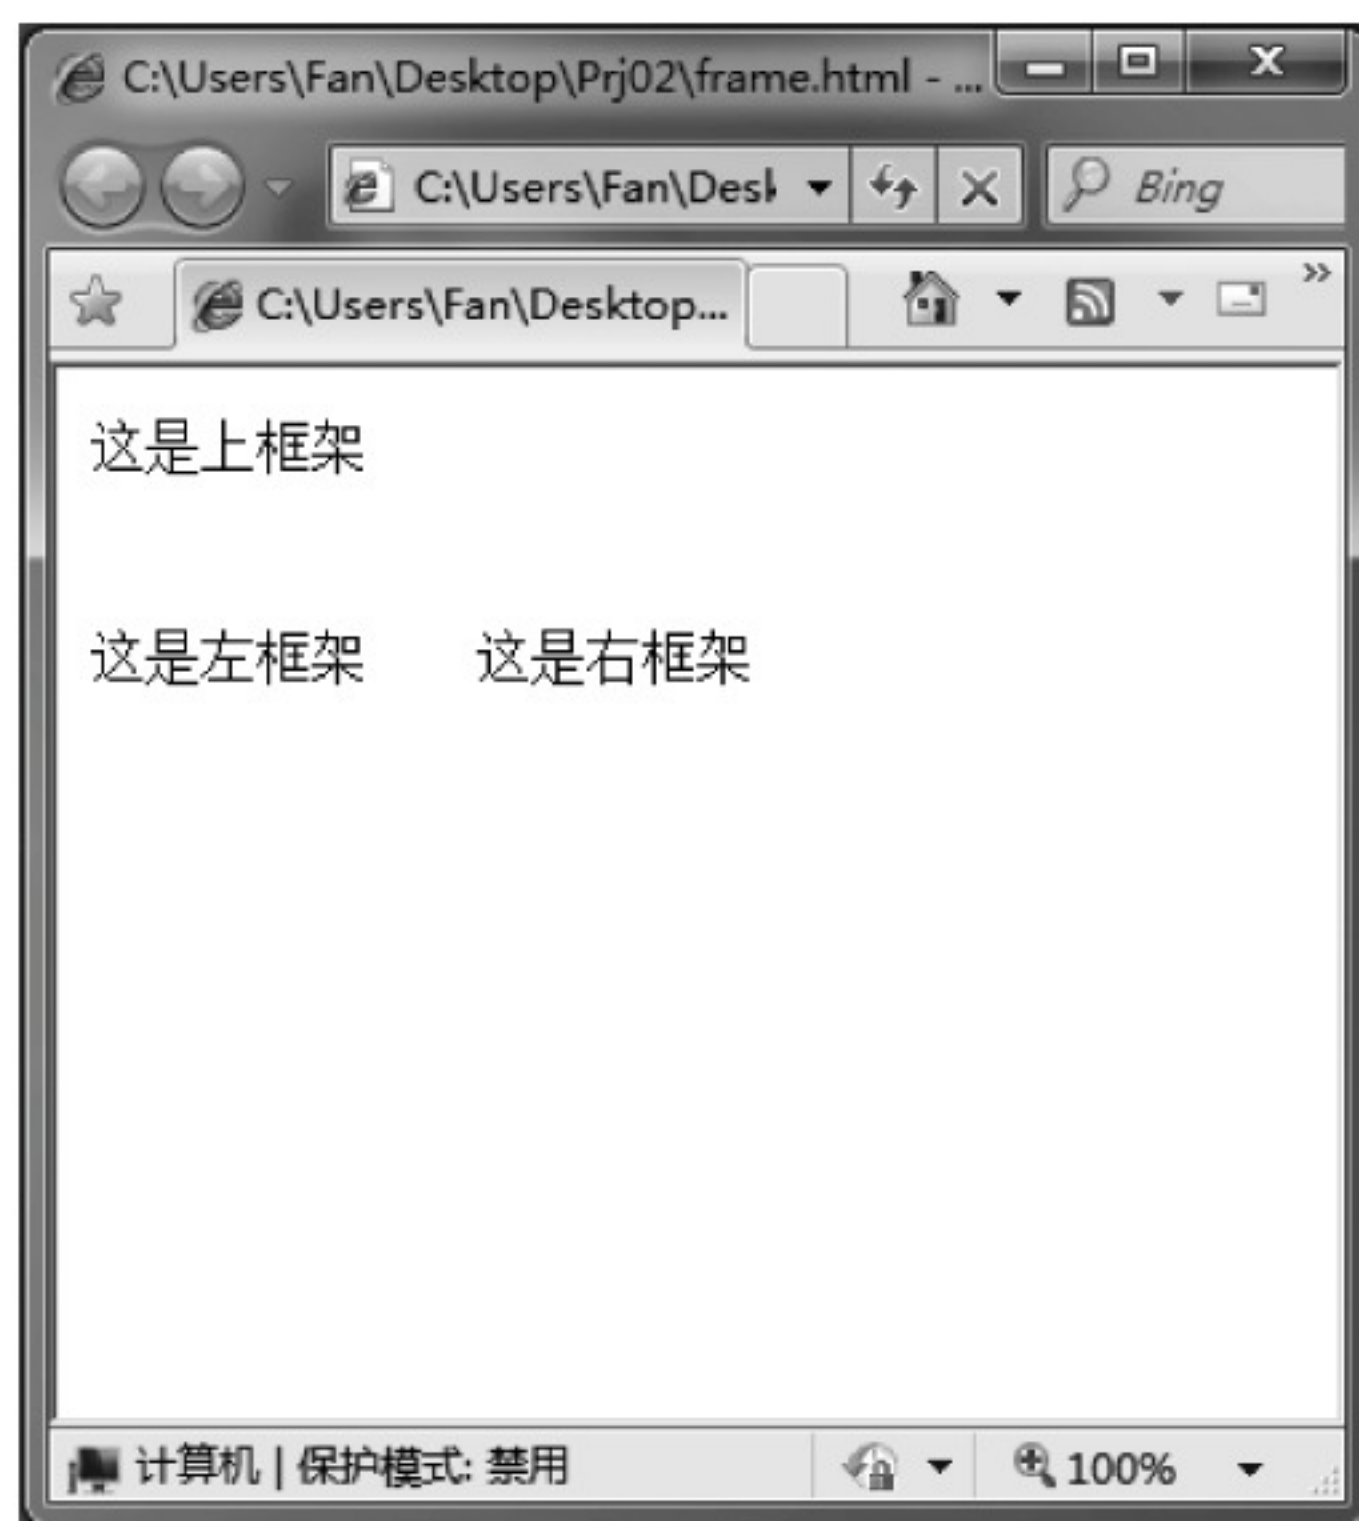 C:\Users\Fan\Desktop\Prj02\frame.html - ...
C:\Users\Fan\Desk
Bing
C:\Users\Fan\Desktop...
这是上框架
这是左框架 这是右框架
计算机 | 保护模式: 禁用
100%